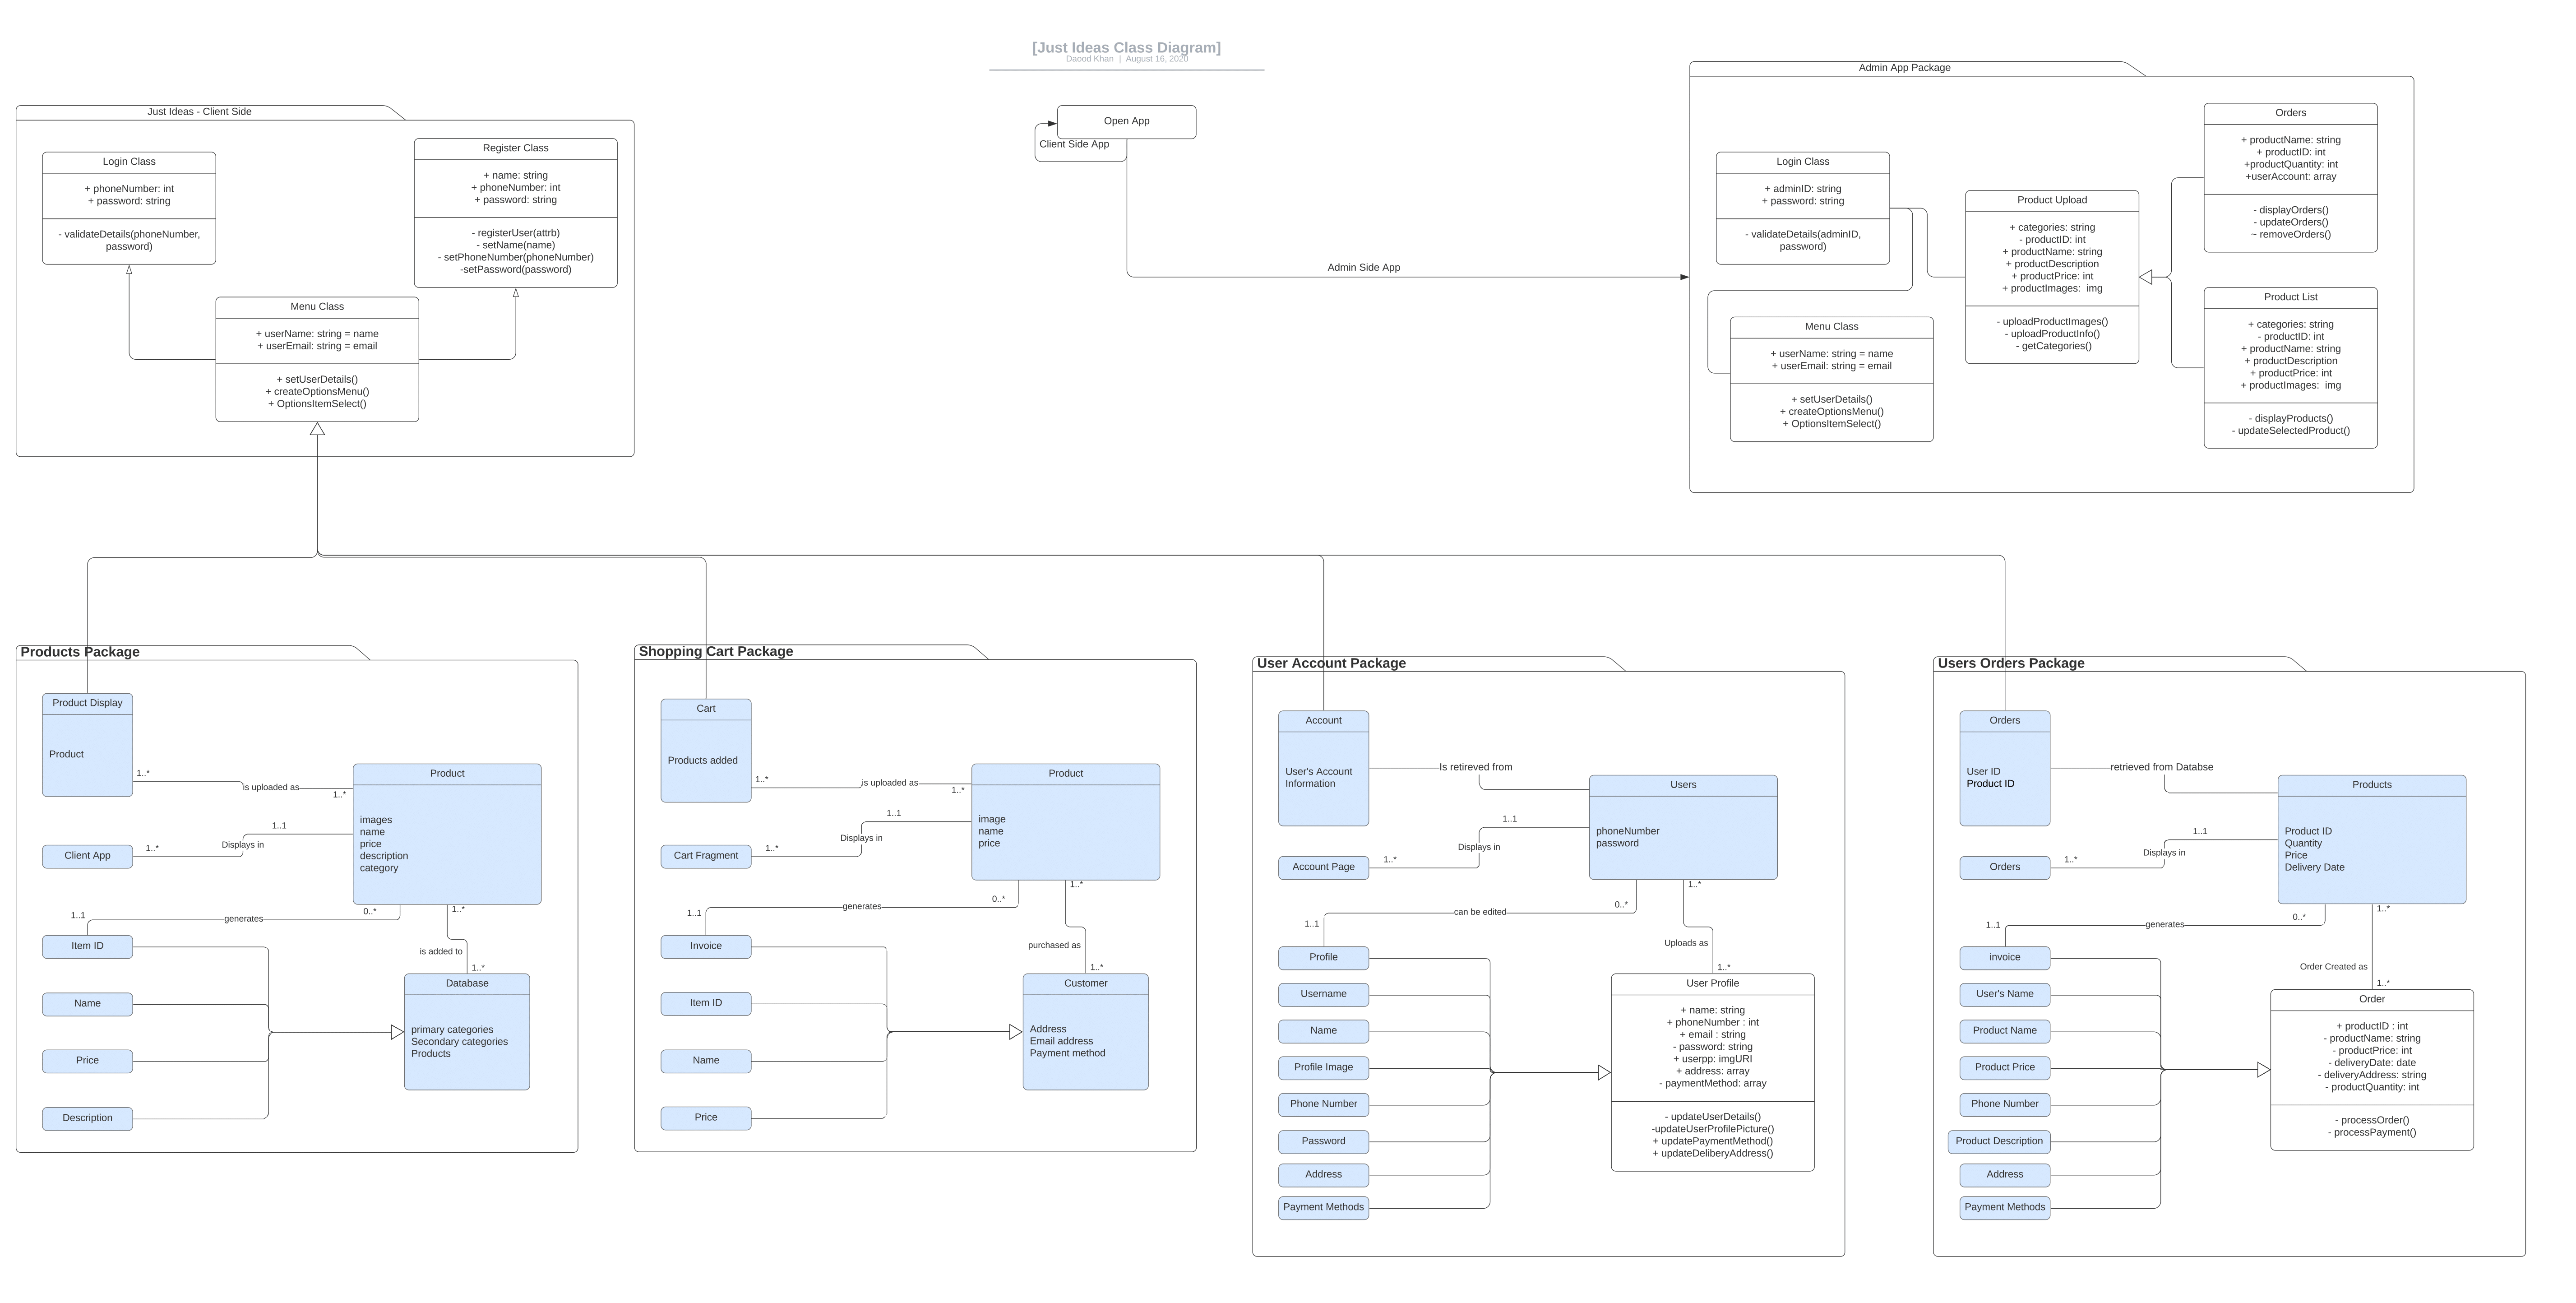 [Just Ideas Class Diagram]
Daood Khan | August 16, 2020
Just Ideas - Client Side
Login Class
+ phoneNumber: int
+ password: string
- validateDetails(phoneNumber,
password)
Register Class
+ name: string
+ phoneNumber: int
+ password: string
- registerUser(attrb)
- setName(name)
- setPhoneNumber(phoneNumber)
-setPassword(password)
Menu Class
+ userName: string = name
+ userEmail: string = email
+ setUserDetails()
+ createOptionsMenu()
+ OptionsItemSelect()
Open App
Client Side App
Admin Side App
Admin App Package
Login Class
+ adminID: string
+ password: string
- validateDetails(adminID,
password)
Menu Class
+ userName: string = name
+ userEmail: string = email
+ setUserDetails()
+ createOptionsMenu()
+ OptionsItemSelect()
Product Upload
+ categories: string
- productID: int
+ productName: string
+ productDescription
+ productPrice: int
+ productImages: img
- uploadProductImages()
- uploadProductInfo()
- getCategories()
Orders
+ productName: string
+ productID: int
+productQuantity: int
+userAccount: array
- displayOrders()
- updateOrders()
~ removeOrders()
Product List
+ categories: string
- productID: int
+ productName: string
+ productDescription
+ productPrice: int
+ productImages: img
- displayProducts()
- updateSelectedProduct()
Products Package
Product Display
Product
1..*
is uploaded as
1..*
Product
images
name
price
description
category
Client App
1..*
Displays in
1..1
1..1
generates
0..*
1..*
is added to
1..*
Item ID
Name
Price
Description
Database
primary categories
Secondary categories
Products
Shopping Cart Package
Cart
Products added
1..*
is uploaded as
1..*
Product
image
name
price
Cart Fragment
1..*
Displays in
1..1
1..1
generates
0..*
1..*
purchased as
1..*
Invoice
Item ID
Name
Price
Customer
Address
Email address
Payment method
User Account Package
Account
User's Account
Information
Is retireved from
Users
phoneNumber
password
Account Page
1..*
Displays in
1..1
1..1
can be edited
0..*
1..*
Uploads as
1..*
Profile
Username
Name
Profile Image
Phone Number
Password
Address
Payment Methods
User Profile
+ name: string
+ phoneNumber : int
+ email : string
- password: string
+ userpp: imgURI
+ address: array
- paymentMethod: array
- updateUserDetails()
-updateUserProfilePicture()
+ updatePaymentMethod()
+ updateDeliberyAddress()
Users Orders Package
Orders
User ID
Product ID
retrieved from Databse
Products
Product ID
Quantity
Price
Delivery Date
Orders
1..*
Displays in
1..1
1..1
generates
0..*
1..*
Order Created as
1..*
invoice
User's Name
Product Name
Product Price
Phone Number
Product Description
Address
Payment Methods
Order
+ productID : int
- productName: string
- productPrice: int
- deliveryDate: date
- deliveryAddress: string
- productQuantity: int
- processOrder()
- processPayment()